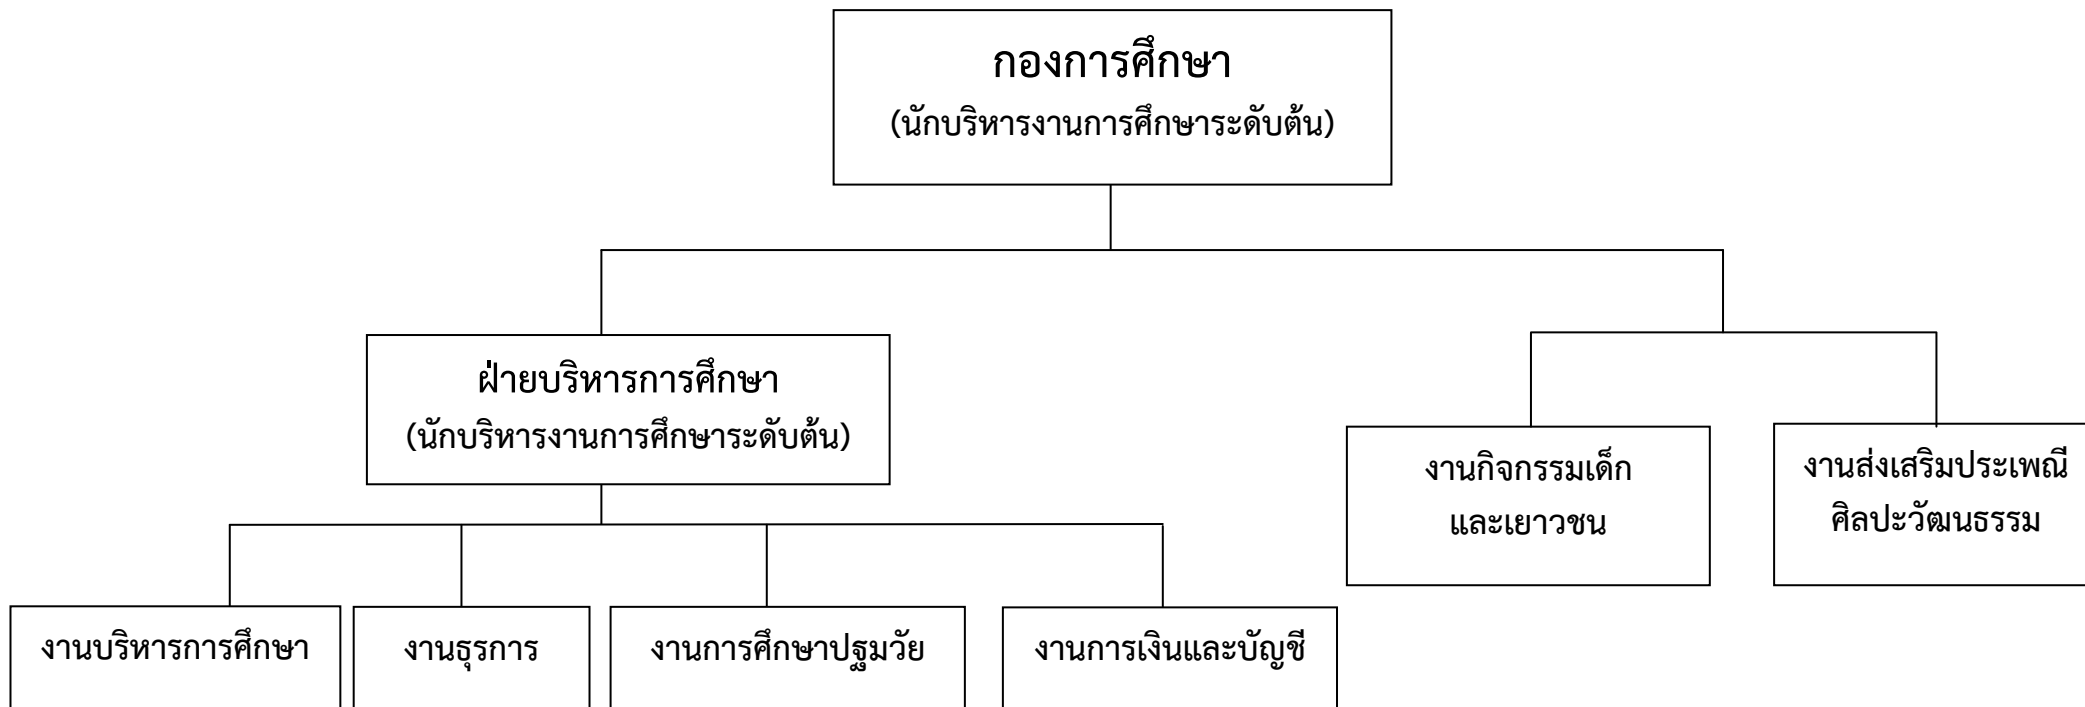 กองการศึกษา
(นักบริหารงานการศึกษาระดับต้น)
ฝ่ายบริหารการศึกษา
(นักบริหารงานการศึกษาระดับต้น)
งานกิจกรรมเด็ก
และเยาวชน
งานส่งเสริมประเพณี
ศิลปะวัฒนธรรม
งานบริหารการศึกษา
งานธุรการ
งานการศึกษาปฐมวัย
งานการเงินและบัญชี